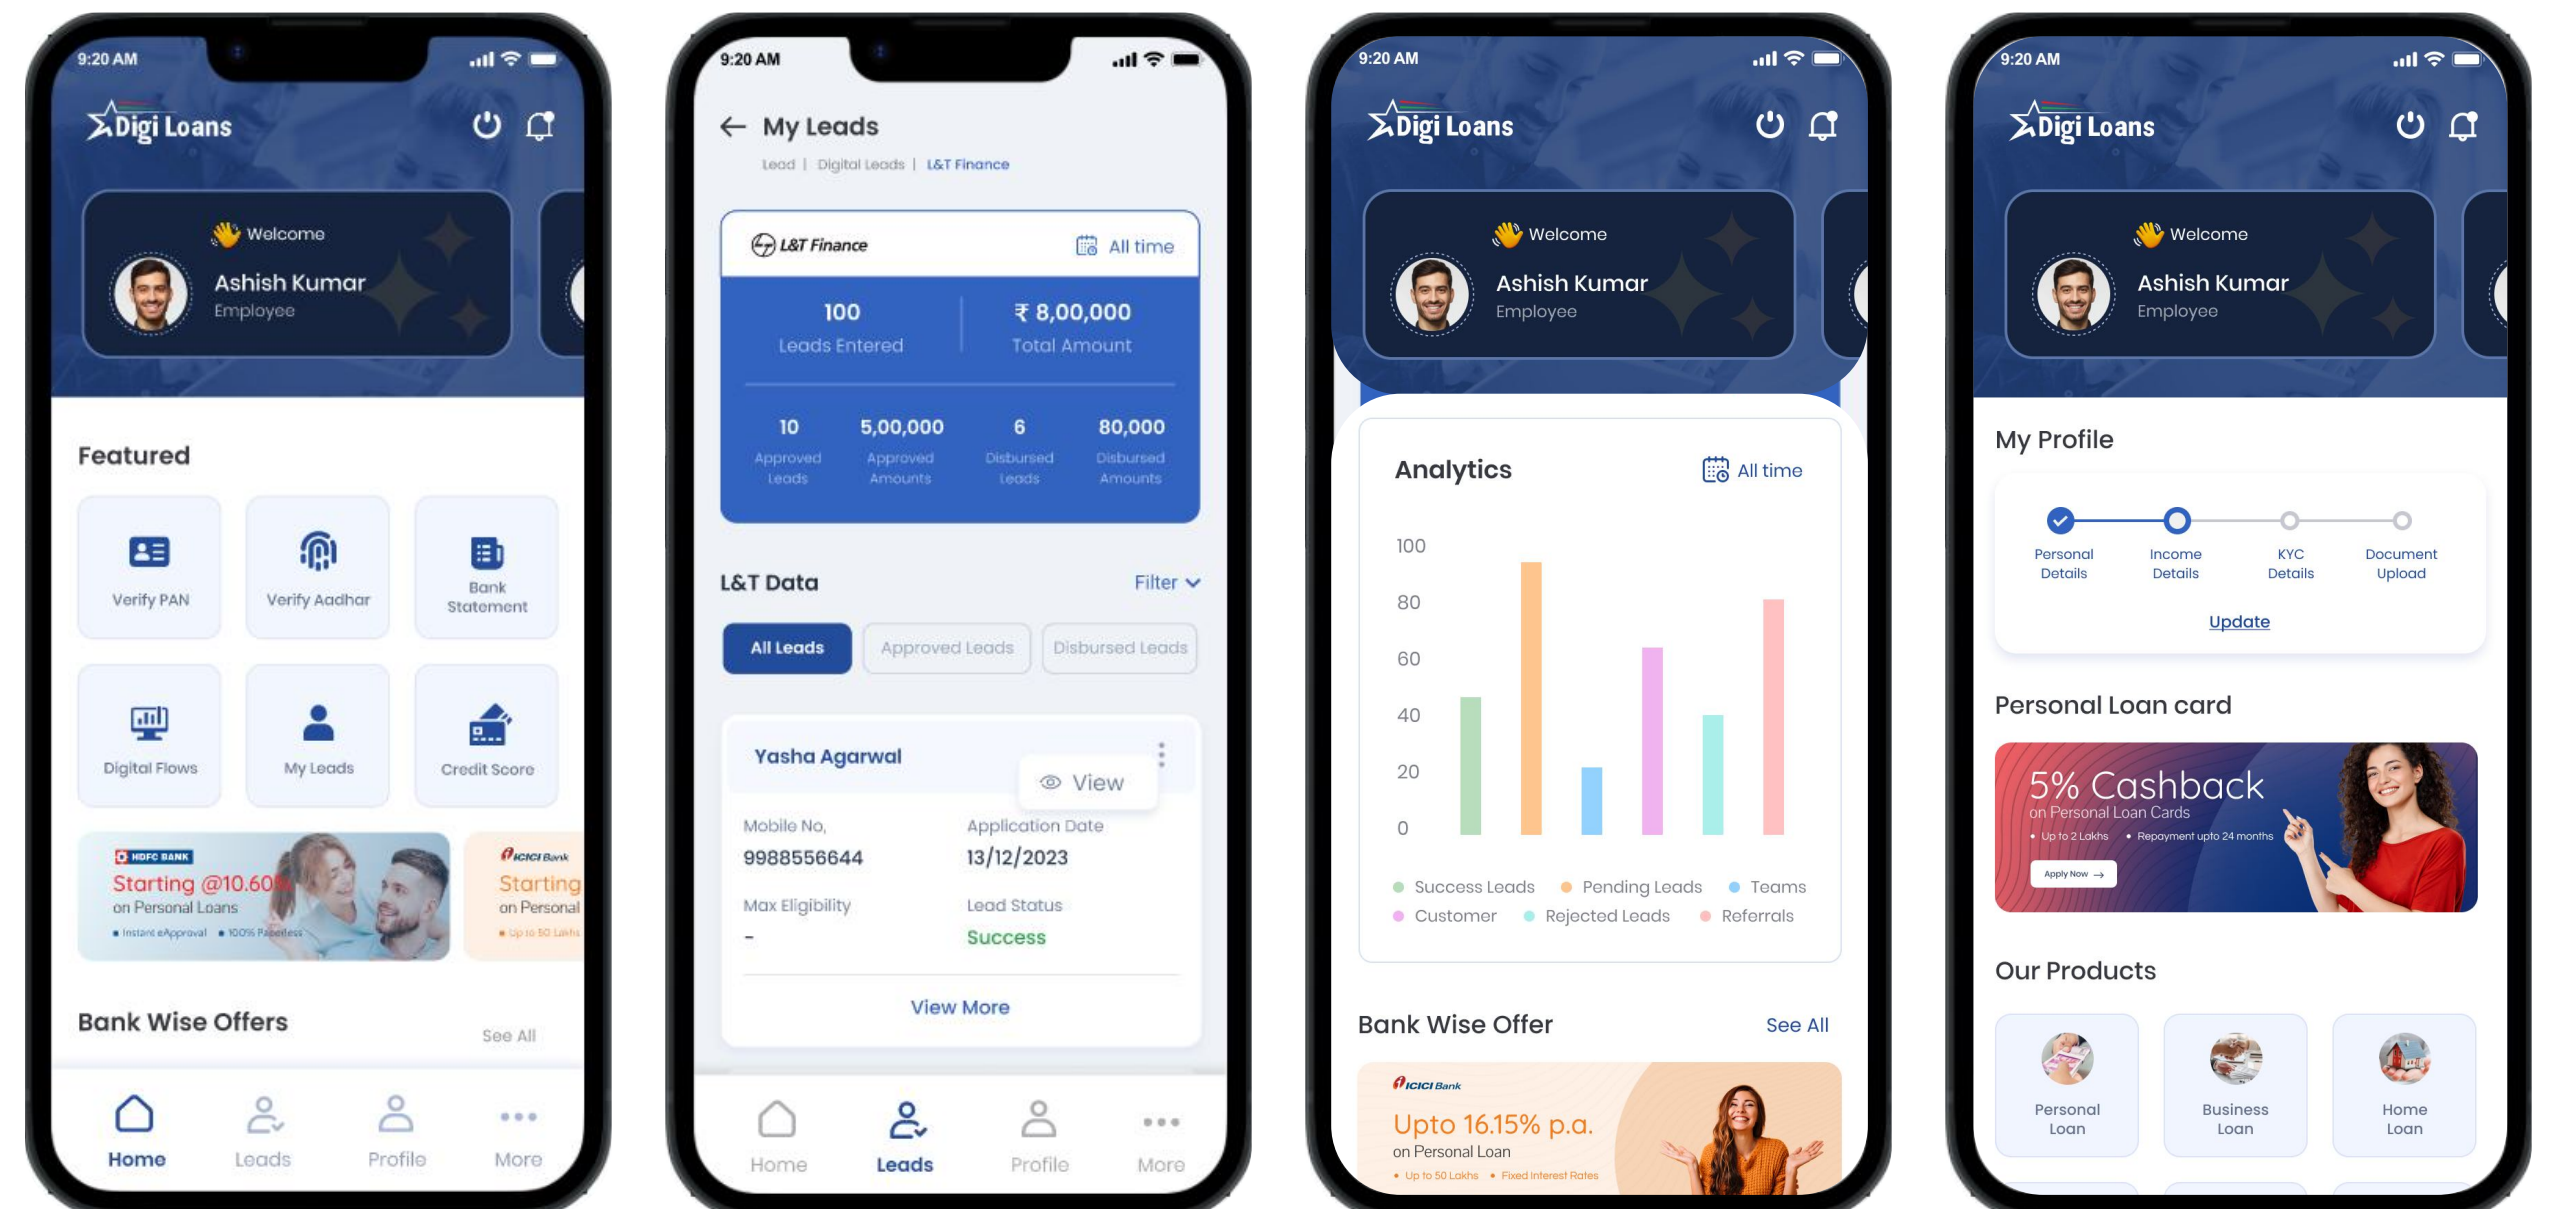 9:20 AM
Digi Loans
Welcome
Ashish Kumar
Employee
Featured
Verify PAN
Verify Aadhar
Bank
Statement
Digital Flows
My Leads
Credit Score
HDFC BANK
Starting @10.60%
on Personal Loans
Instant eApproval • 100% Paperless
ICICI Bank
Starting
on Personal
Up to 50 Lakhs
Bank Wise Offers
See All
Home
Leads
Profile
More
9:20 AM
My Leads
Lead | Digital Leads | L&T Finance
L&T Finance
All time
100
Leads Entered
₹ 8,00,000
Total Amount
10
Approved
Leads
5,00,000
Approved
Amounts
6
Disbursed
Leads
80,000
Disbursed
Amounts
L&T Data
Filter
All Leads
Approved Leads
Disbursed Leads
Yasha Agarwal
View
Mobile No,
9988556644
Application Date
13/12/2023
Max Eligibility
-
Lead Status
Success
View More
Home
Leads
Profile
More
9:20 AM
Digi Loans
Welcome
Ashish Kumar
Employee
Analytics
All time
100
80
60
40
20
0
Success Leads
Pending Leads
Teams
Customer
Rejected Leads
Referrals
Bank Wise Offer
See All
ICICI Bank
Upto 16.15% p.a.
on Personal Loan
• Up to 50 Lakhs • Fixed Interest Rates
9:20 AM
Digi Loans
Welcome
Ashish Kumar
Employee
My Profile
Personal
Details
Income
Details
KYC
Details
Document
Upload
Update
Personal Loan card
5% Cashback
on Personal Loan Cards
• Up to 2 Lakhs • Repayment upto 24 months
Apply Now →
Our Products
Personal
Loan
Business
Loan
Home
Loan